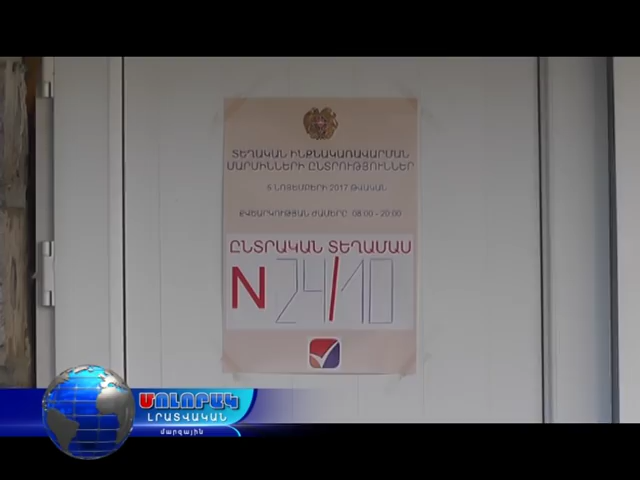 ՏԵՂԱԿԱՆ ԻՆՔՆԱԿԱՌԱՎԱՐՄԱՆ
ՄԱՐՄԻՆՆԵՐԻ ԸՆՏՐՈՒԹՅՈՒՆՆԵՐ
5 ՆՈՅԵՄԲԵՐԻ 2017 ԹՎԱԿԱՆ
ՔՎԵԱՐԿՈՒԹՅԱՆ ԺԱՄԵՐԸ 08:00 - 20:00
ԸՆՏՐԱԿԱՆ ՏԵՂԱՄԱՍ
N 24/10
ՄՈԼՈՐԱԿ
ԼՐԱՏՎԱԿԱՆ
մարզային